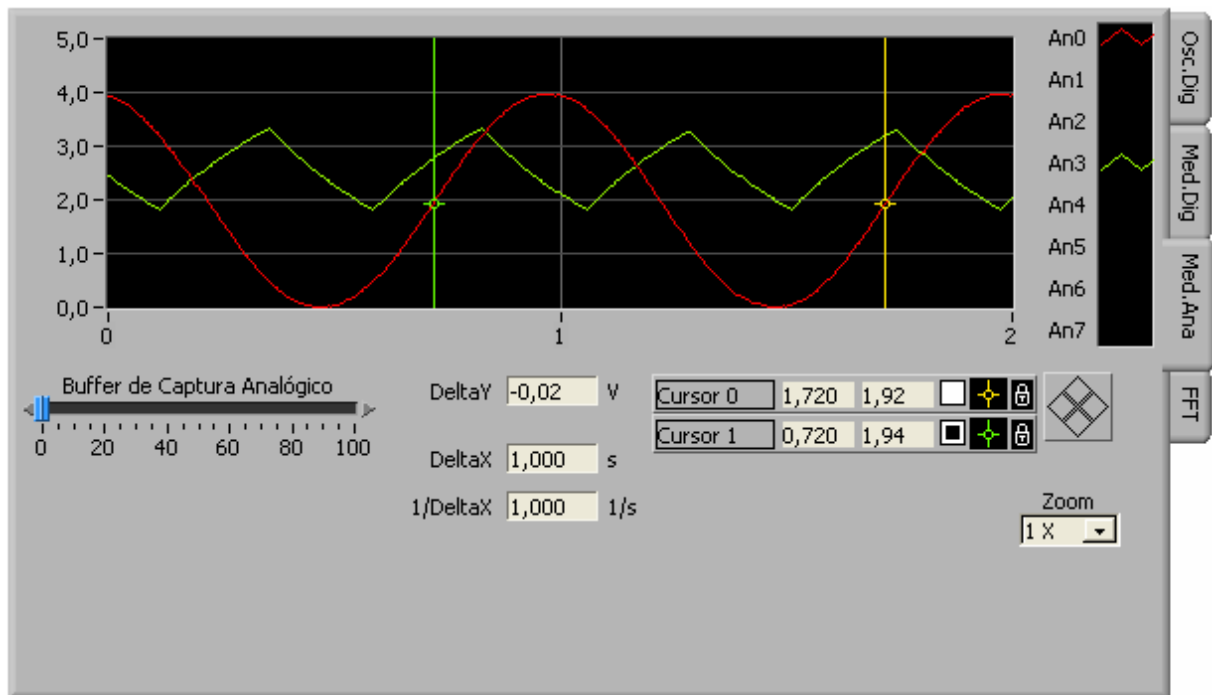 5,0
4,0
3,0
2,0
1,0
0,0
0 1 2
An0
An1
An2
An3
An4
An5
An6
An7
Osc.Dig
Med.Dig
Med.Ana
FFT
Buffer de Captura Analógico
0 20 40 60 80 100
DeltaY -0,02 V
DeltaX 1,000 s
1/DeltaX 1,000 1/s
Cursor 0 1,720 1,92
Cursor 1 0,720 1,94
Zoom
1 X